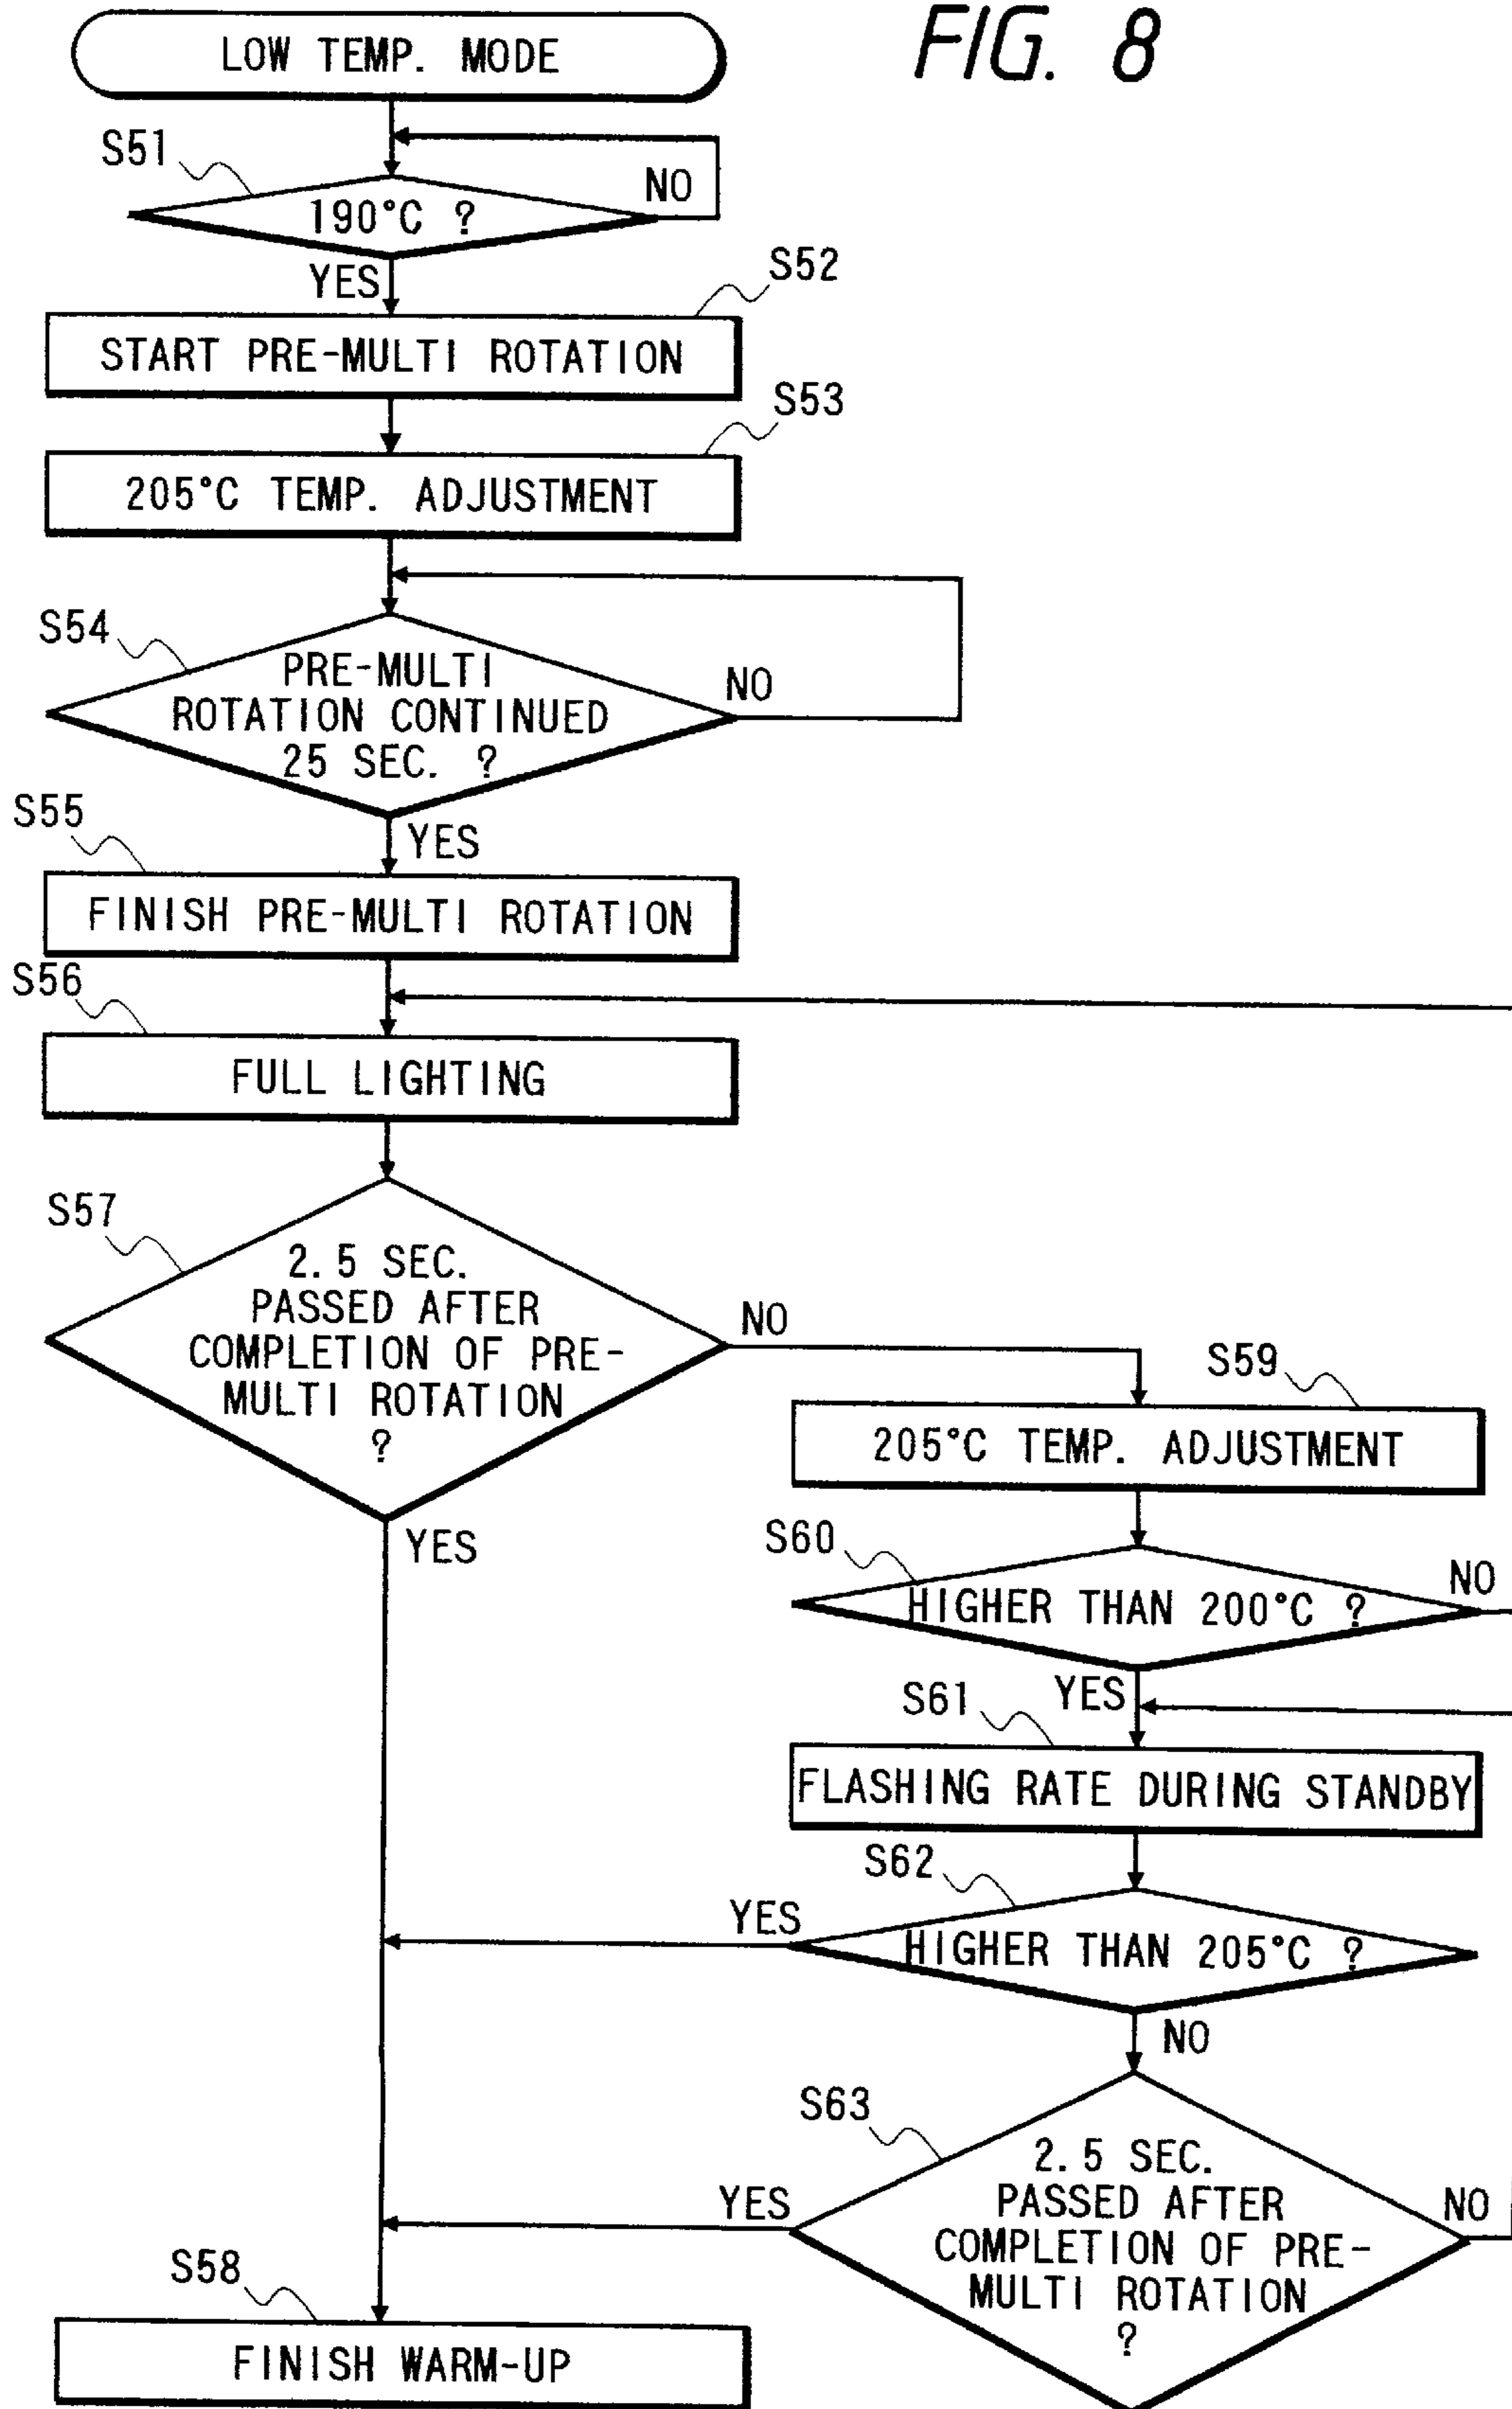 FIG. 8
LOW TEMP. MODE
S51
190°C ?
NO
YES
S52
START PRE-MULTI ROTATION
S53
205°C TEMP. ADJUSTMENT
S54
PRE-MULTI
ROTATION CONTINUED
25 SEC. ?
NO
YES
S55
FINISH PRE-MULTI ROTATION
S56
FULL LIGHTING
S57
2.5 SEC.
PASSED AFTER
COMPLETION OF PRE-
MULTI ROTATION
?
NO
YES
S59
205°C TEMP. ADJUSTMENT
S60
HIGHER THAN 200°C ?
NO
YES
S61
FLASHING RATE DURING STANDBY
S62
HIGHER THAN 205°C ?
YES
NO
S63
2.5 SEC.
PASSED AFTER
COMPLETION OF PRE-
MULTI ROTATION
?
YES
NO
S58
FINISH WARM-UP